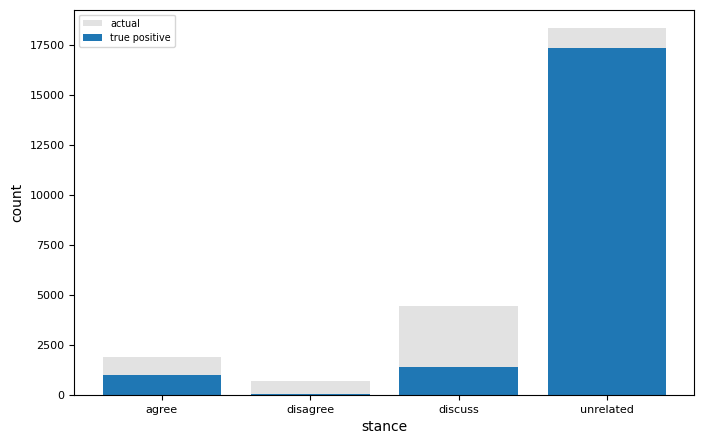 actual
true positive
17500
15000
12500
10000
7500
5000
2500
0
count
agree disagree discuss unrelated
stance